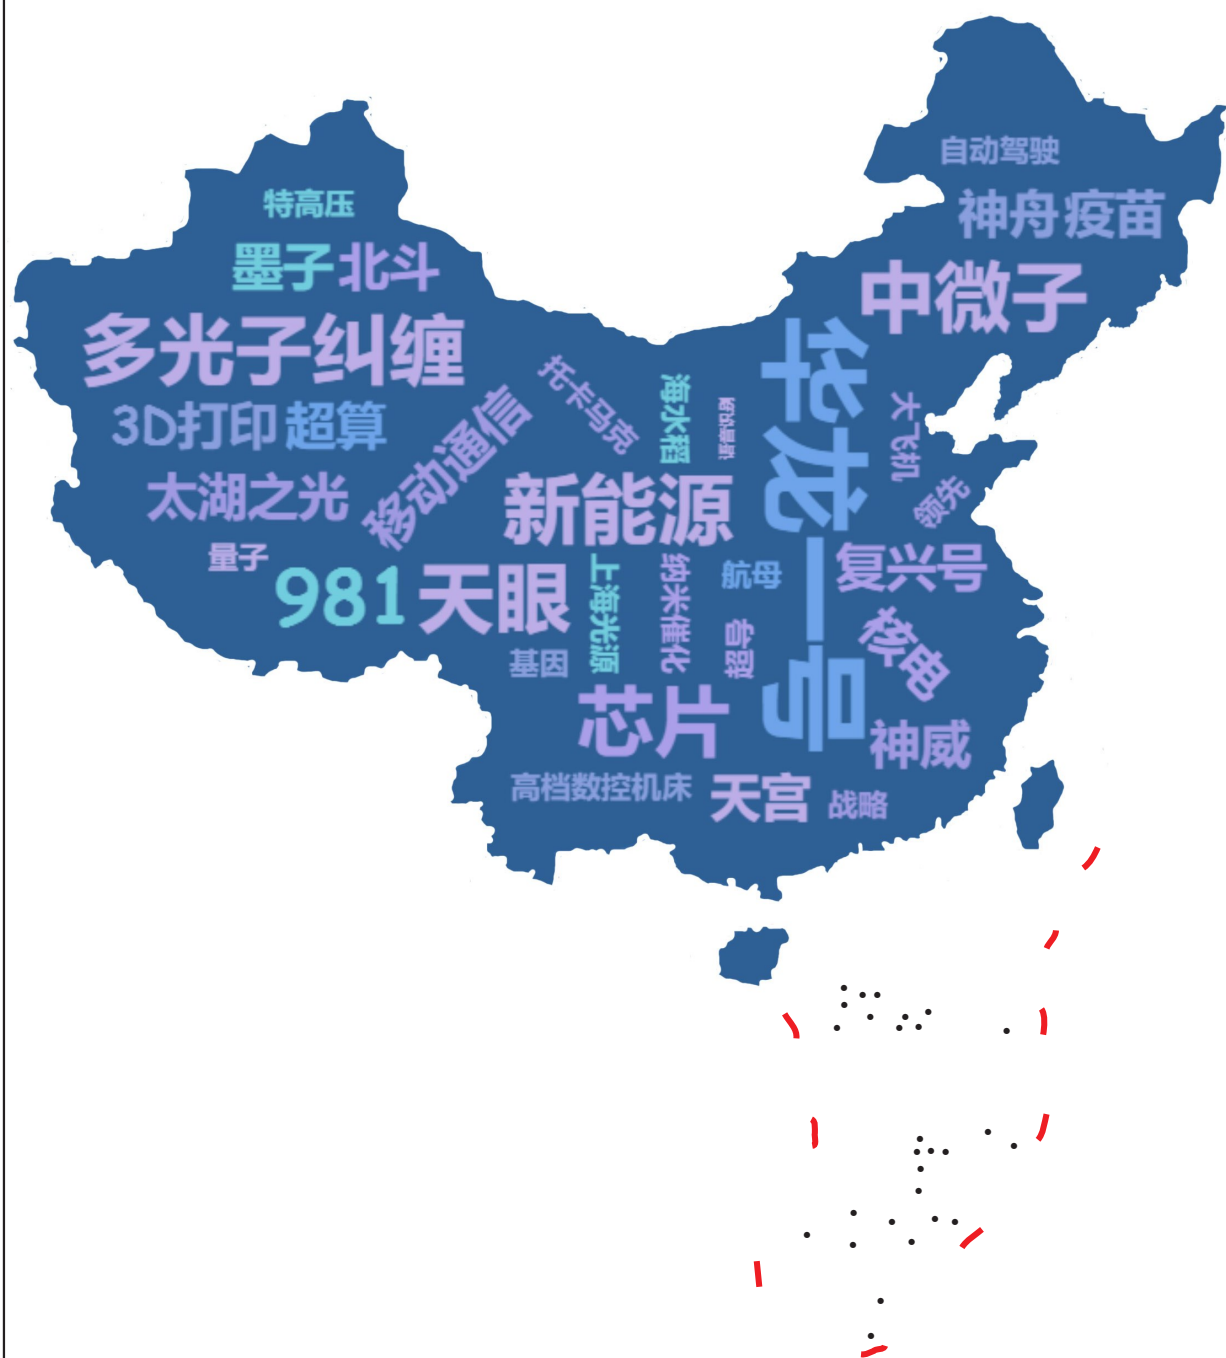 自动驾驶
特高压
神舟 疫苗
墨子 北斗
中微子
多光子纠缠
华龙一号
托卡马克
海水稻
大飞机
3D打印 超算
移动通信
太湖之光
新能源
领先
量子
981 天眼
上海光源
纳米催化
航母
复兴号
基因
核电
芯片
神威
高档数控机床
天宫
战略